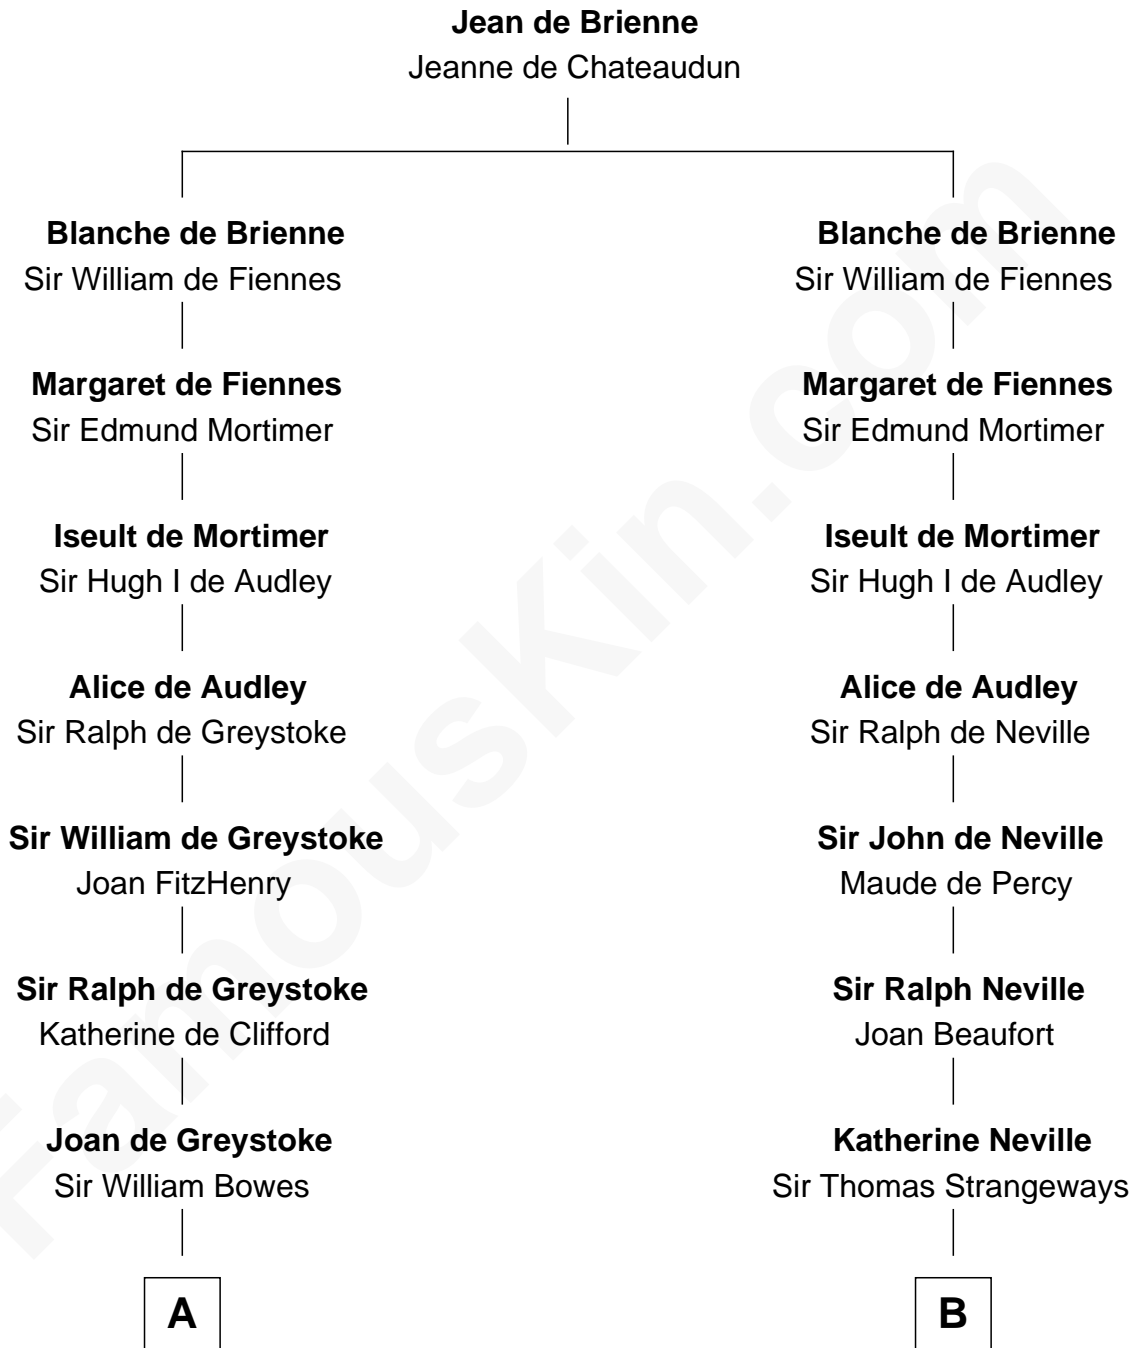 Jean de Brienne
Jeanne de Chateaudun
Blanche de Brienne
Sir William de Fiennes
Blanche de Brienne
Sir William de Fiennes
Margaret de Fiennes
Sir Edmund Mortimer
Margaret de Fiennes
Sir Edmund Mortimer
Iseult de Mortimer
Sir Hugh I de Audley
Iseult de Mortimer
Sir Hugh I de Audley
Alice de Audley
Sir Ralph de Greystoke
Alice de Audley
Sir Ralph de Neville
Sir William de Greystoke
Joan FitzHenry
Sir John de Neville
Maude de Percy
Sir Ralph de Greystoke
Katherine de Clifford
Sir Ralph Neville
Joan Beaufort
Joan de Greystoke
Sir William Bowes
Katherine Neville
Sir Thomas Strangeways
A
B
FamousKin.com